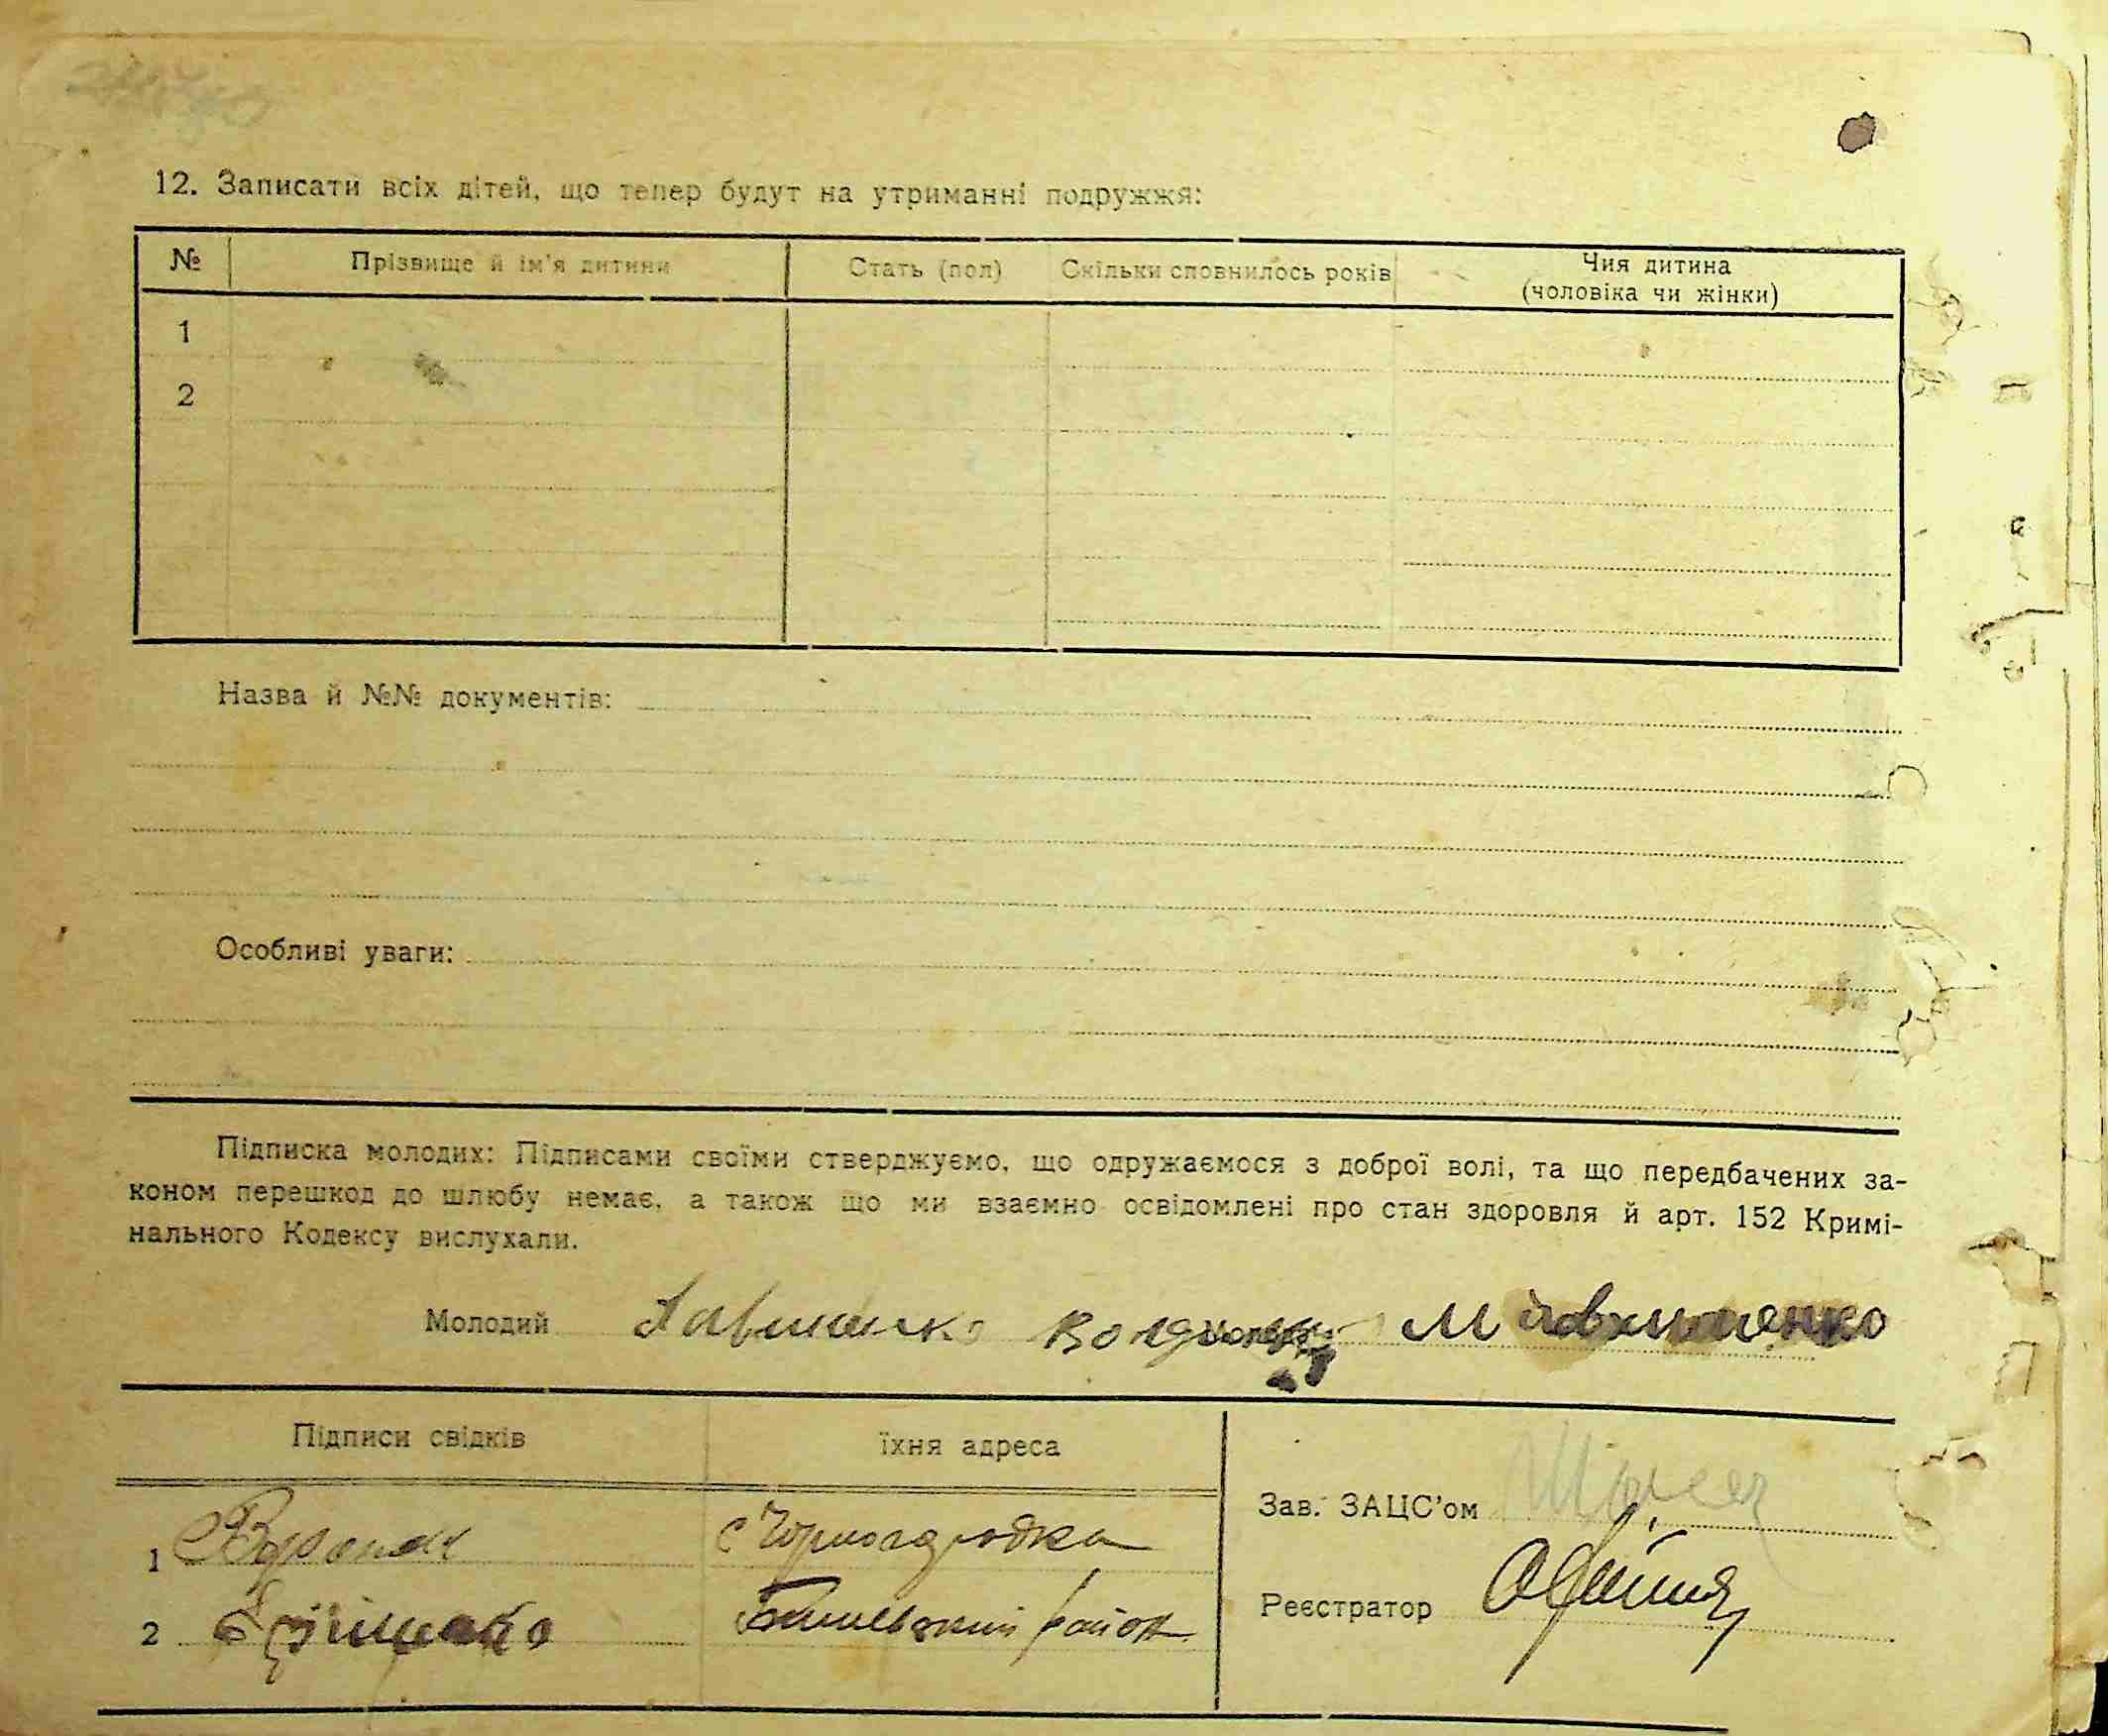 12. Записати всіх дітей, що тепер будут на утриманні подружжя:
№ Прізвище й ім'я дитини Стать (пол) Скільки сповнилось років Чия дитина
(чоловіка чи жінки)
1
2
Назва й №№ документів:
Особливі уваги:
Підписка молодих: Підписами своїми стверджуємо, що одружаємося з доброї волі, та що передбачених за-
коном перешкод до шлюбу немає, а також що ми взаємно освідомлені про стан здоровля й арт. 152 Кримі-
нального Кодексу вислухали.
Молодий
Підписи свідків їхня адреса
Зав. ЗАЦС'ом
1 с Чорногородка
Реєстратор
2 район